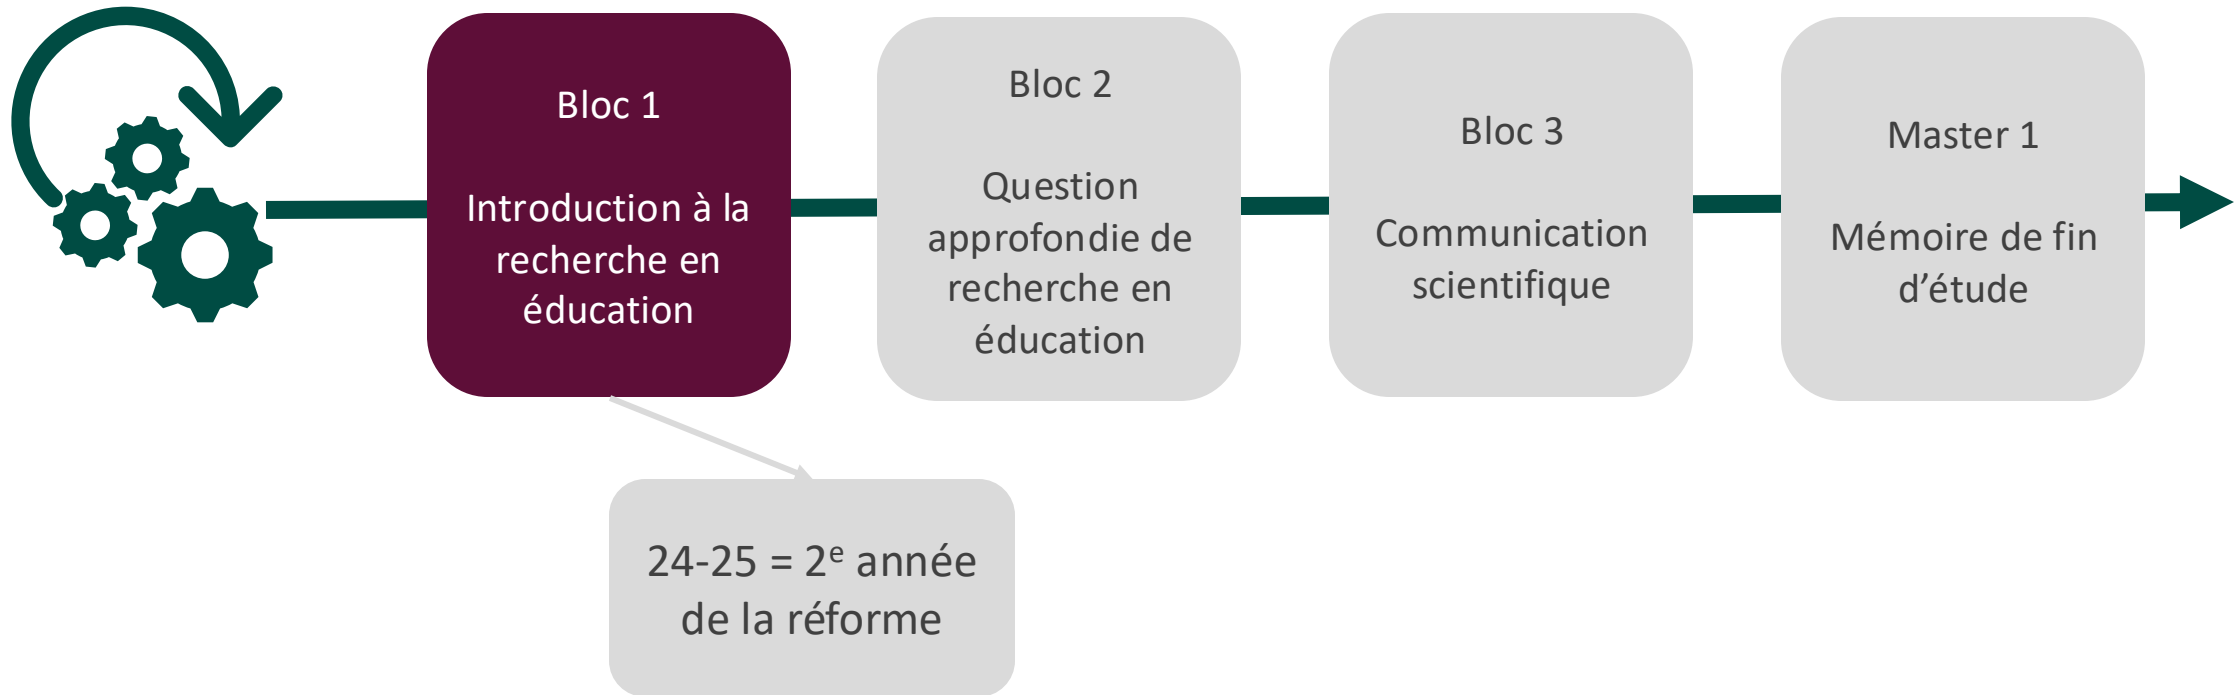 Bloc 1
Introduction à la
recherche en
éducation
Bloc 2
Question
approfondie de
recherche en
éducation
Bloc 3
Communication
scientifique
Master 1
Mémoire de fin
d’étude
24-25 = 2ᵉ année
de la réforme